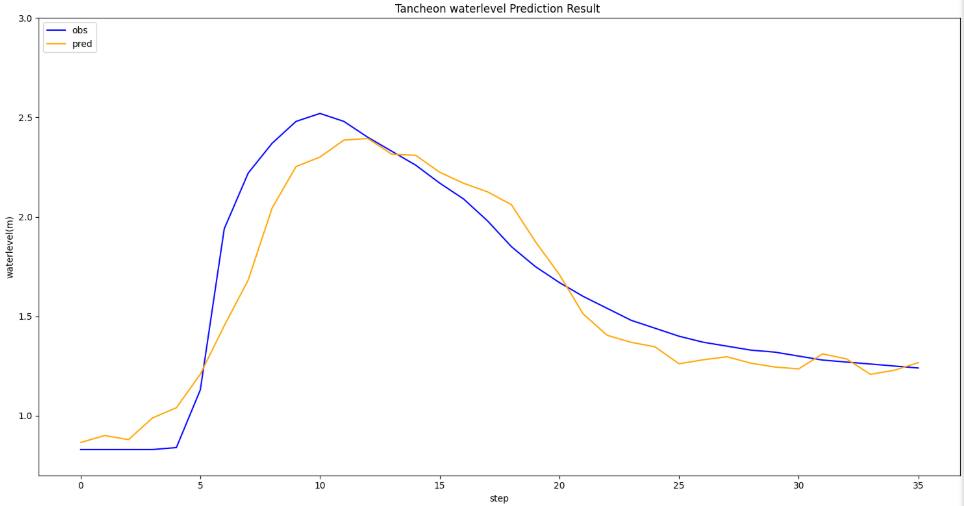 Tancheon waterlevel Prediction Result
obs
pred
waterlevel(m)
3.0
2.5
2.0
1.5
1.0
0 5 10 15 20 25 30 35
step